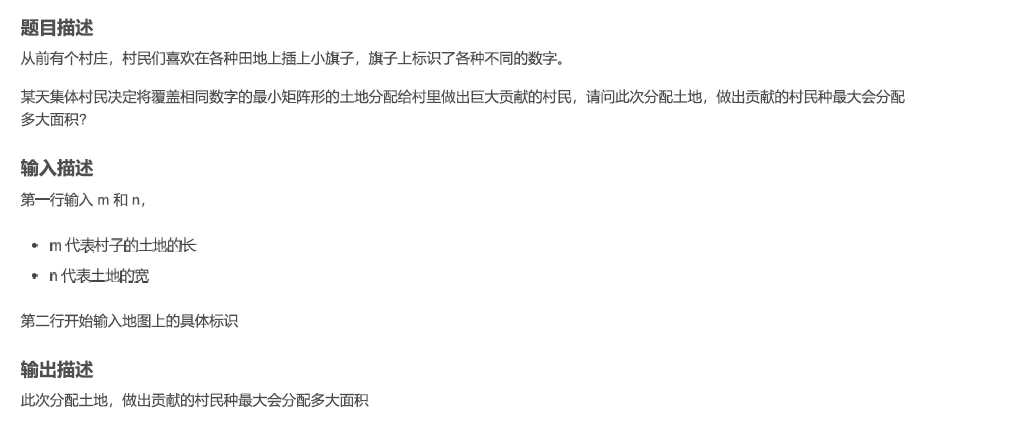 题目描述
从前有个村庄，村民们喜欢在各种田地上插上小旗子，旗子上标识了各种不同的数字。
某天集体村民决定将覆盖相同数字的最小矩阵形的土地分配给村里做出巨大贡献的村民，请问此次分配土地，做出贡献的村民种最大会分配
多大面积?
输入描述
第一行输入 m 和 n，
• m 代表村子的土地的长
• n 代表土地的宽
第二行开始输入地图上的具体标识
输出描述
此次分配土地，做出贡献的村民种最大会分配多大面积